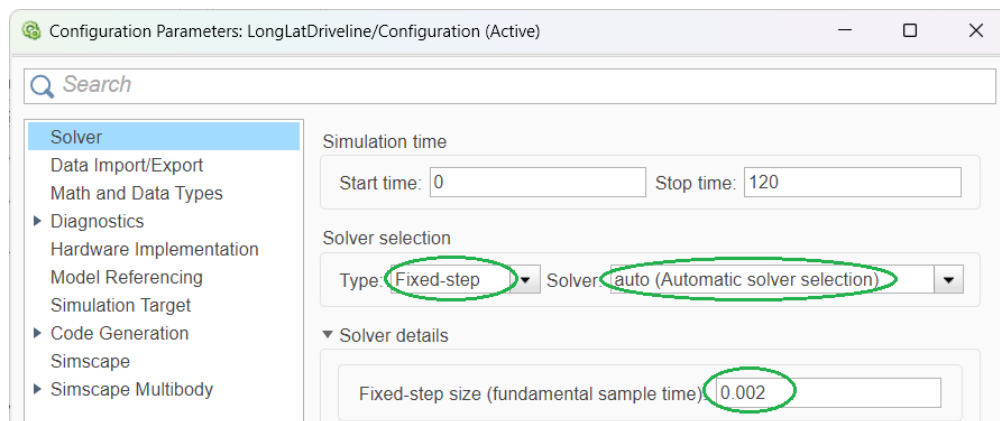 Configuration Parameters: LongLatDriveline/Configuration (Active)
Search
Solver
Data Import/Export
Math and Data Types
Diagnostics
Hardware Implementation
Model Referencing
Simulation Target
Code Generation
Simscape
Simscape Multibody
Simulation time
Start time: 0 Stop time: 120
Solver selection
Type: Fixed-step Solver: auto (Automatic solver selection)
Solver details
Fixed-step size (fundamental sample time): 0.002